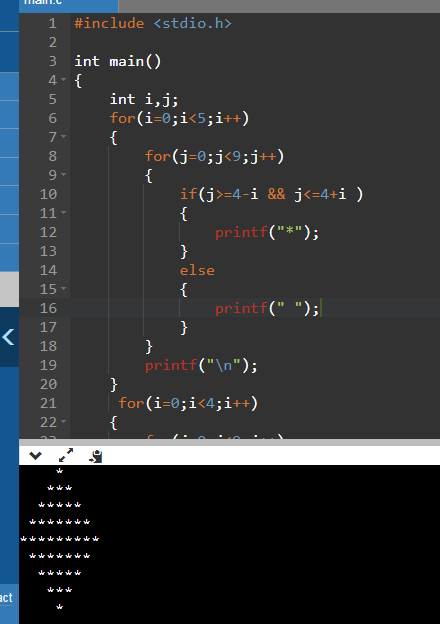 main.c
1 #include <stdio.h>
2
3 int main()
4 {
5     int i,j;
6     for(i=0;i<5;i++)
7     {
8         for(j=0;j<9;j++)
9         {
10             if(j>=4-i && j<=4+i )
11             {
12                 printf("*");
13             }
14             else
15             {
16                 printf(" ");
17             }
18         }
19         printf("\n");
20     }
21      for(i=0;i<4;i++)
22     {
    *
   ***
  *****
 *******
*********
 *******
  *****
   ***
    *
act